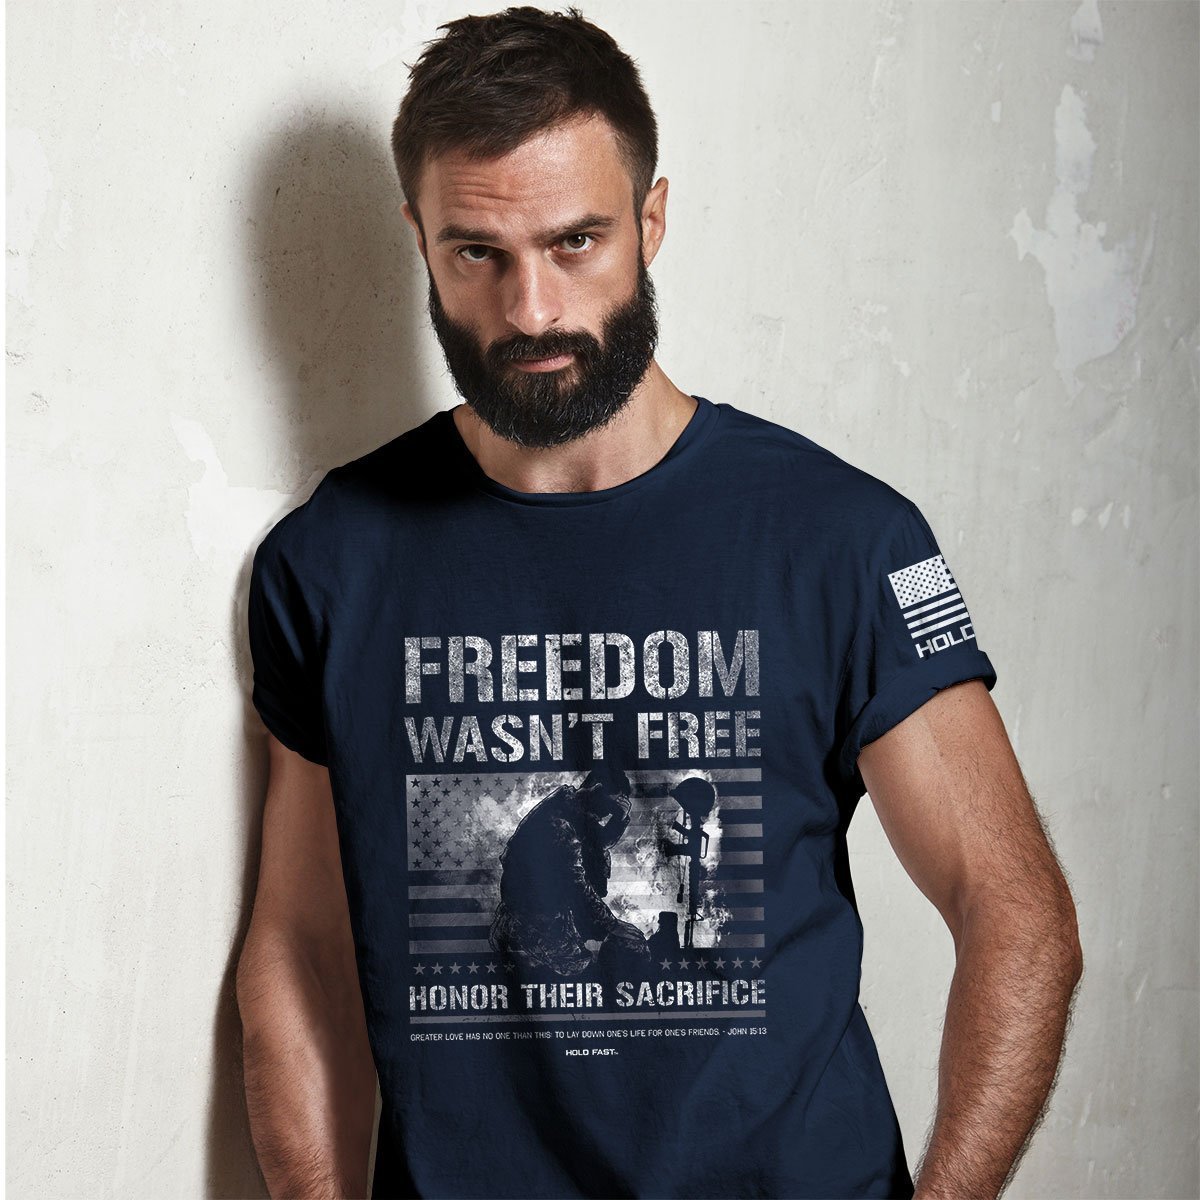 FREEDOM
WASN'T FREE
HONOR THEIR SACRIFICE
GREATER LOVE HAS NO ONE THAN THIS: TO LAY DOWN ONE'S LIFE FOR ONE'S FRIENDS. - JOHN 15:13
HOLD FAST™
HOLD